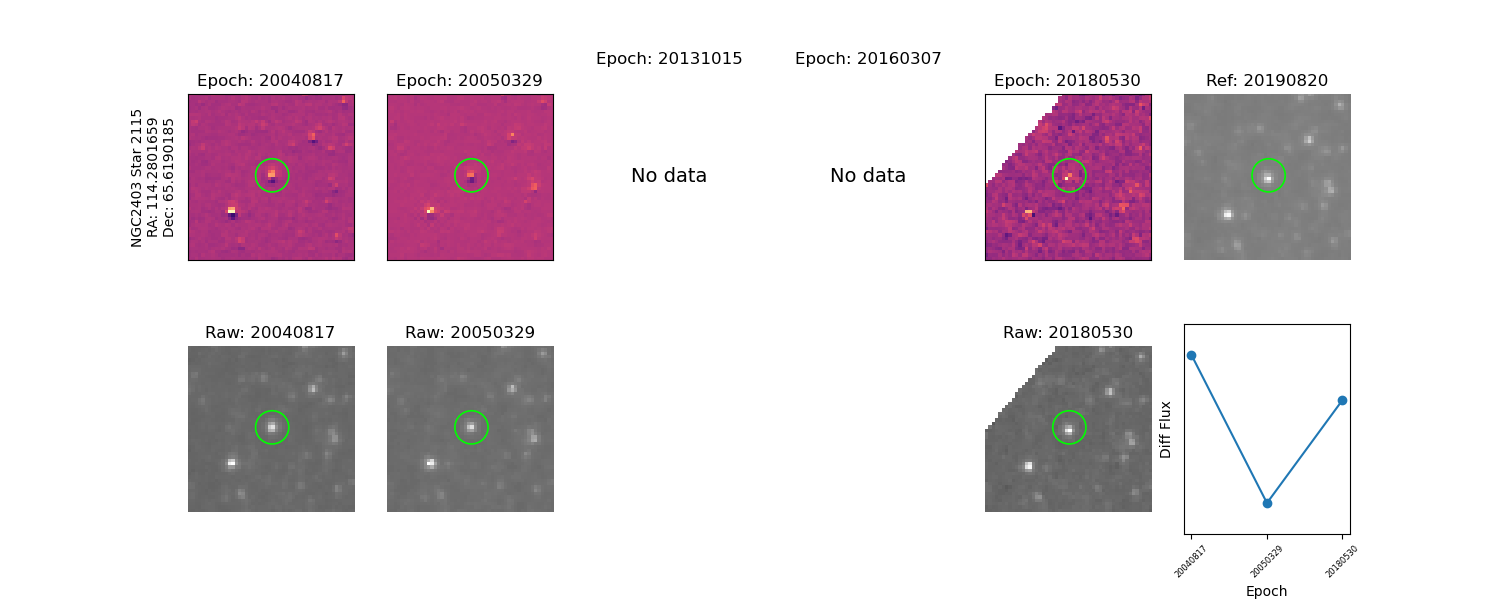 Epoch: 20131015
Epoch: 20160307
Epoch: 20040817
Epoch: 20050329
Epoch: 20180530
Ref: 20190820
NGC2403 Star 2115
RA: 114.2801659
Dec: 65.6190185
No data
No data
Raw: 20040817
Raw: 20050329
Raw: 20180530
Diff Flux
20040817
20050329
20180530
Epoch